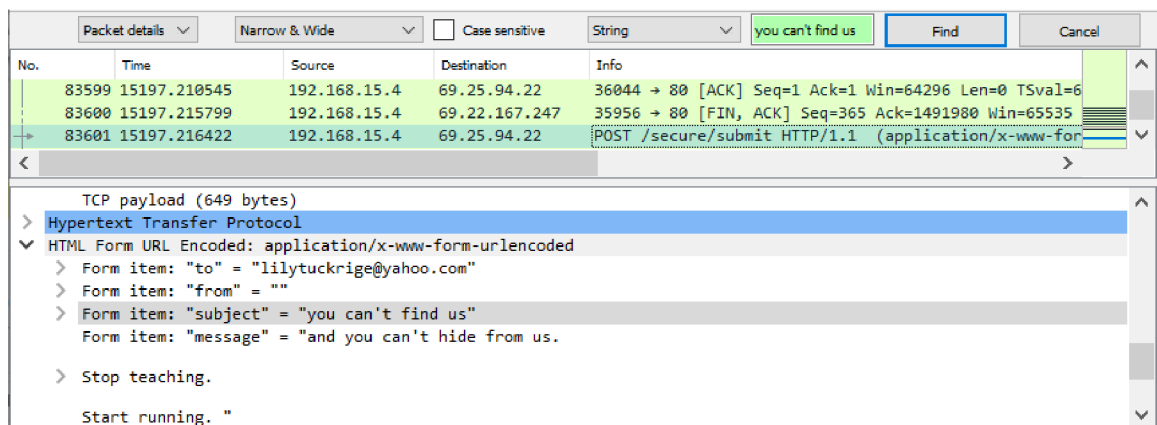 Packet details Narrow & Wide Case sensitive String you can't find us Find Cancel
No. Time Source Destination Info
83599 15197.210545 192.168.15.4 69.25.94.22 36044 → 80 [ACK] Seq=1 Ack=1 Win=64296 Len=0 TSval=6
83600 15197.215799 192.168.15.4 69.22.167.247 35956 → 80 [FIN, ACK] Seq=365 Ack=1491980 Win=65535
83601 15197.216422 192.168.15.4 69.25.94.22 POST /secure/submit HTTP/1.1 (application/x-www-for
TCP payload (649 bytes)
Hypertext Transfer Protocol
HTML Form URL Encoded: application/x-www-form-urlencoded
Form item: "to" = "lilytuckrige@yahoo.com"
Form item: "from" = ""
Form item: "subject" = "you can't find us"
Form item: "message" = "and you can't hide from us.
Stop teaching.
Start running. "